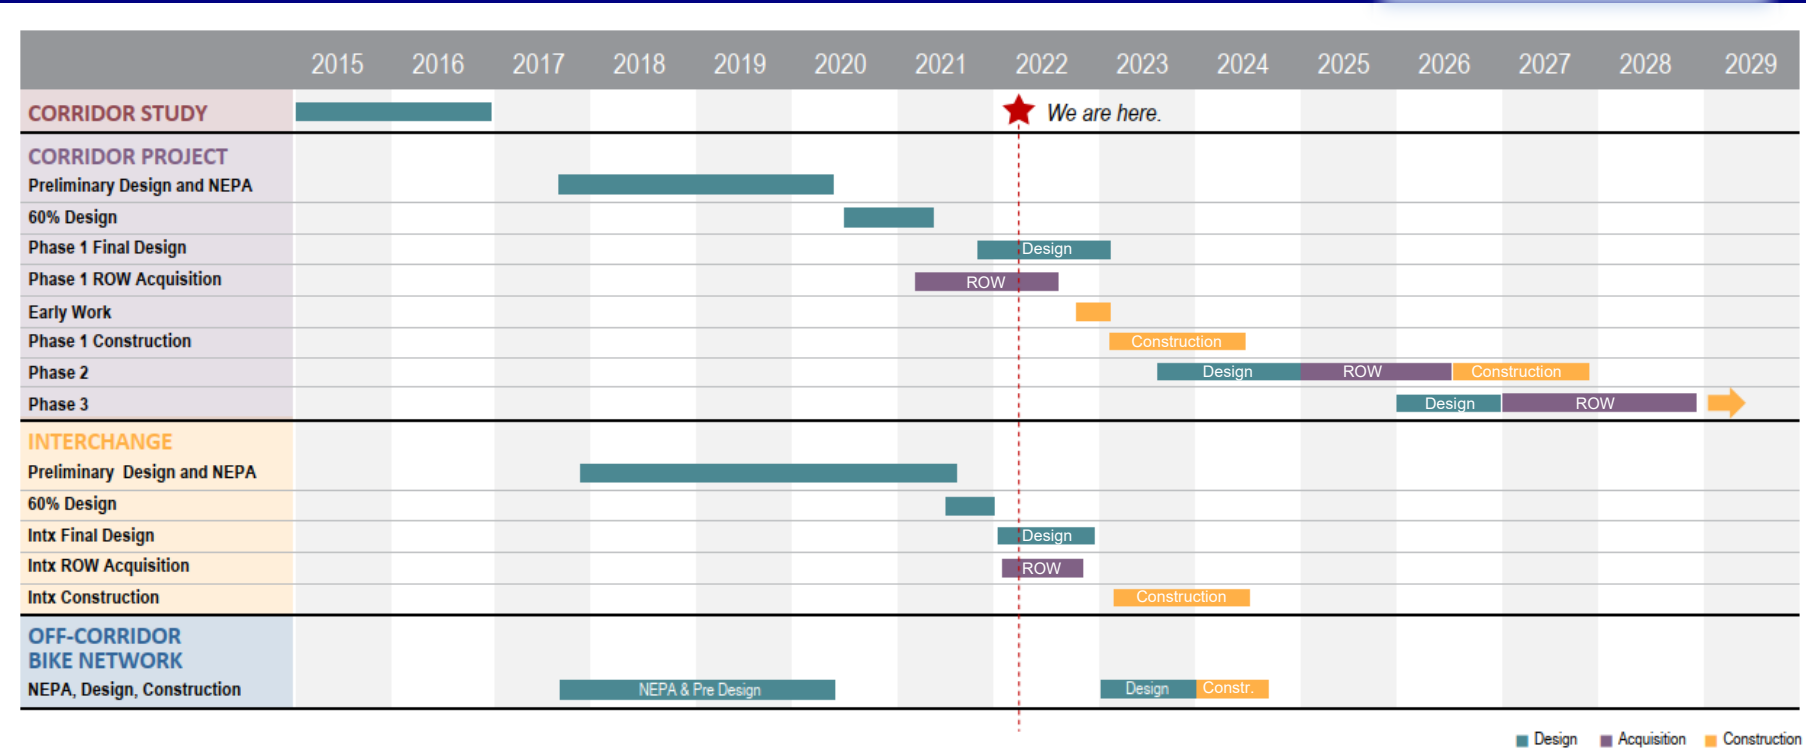 2015 2016 2017 2018 2019 2020 2021 2022 2023 2024 2025 2026 2027 2028 2029
CORRIDOR STUDY We are here.
CORRIDOR PROJECT
Preliminary Design and NEPA
60% Design
Phase 1 Final Design Design
Phase 1 ROW Acquisition ROW
Early Work
Phase 1 Construction Construction
Phase 2 Design ROW Construction
Phase 3 Design ROW
INTERCHANGE
Preliminary Design and NEPA
60% Design
Intx Final Design Design
Intx ROW Acquisition ROW
Intx Construction Construction
OFF-CORRIDOR
BIKE NETWORK
NEPA, Design, Construction NEPA & Pre Design Design Constr.
Design Acquisition Construction